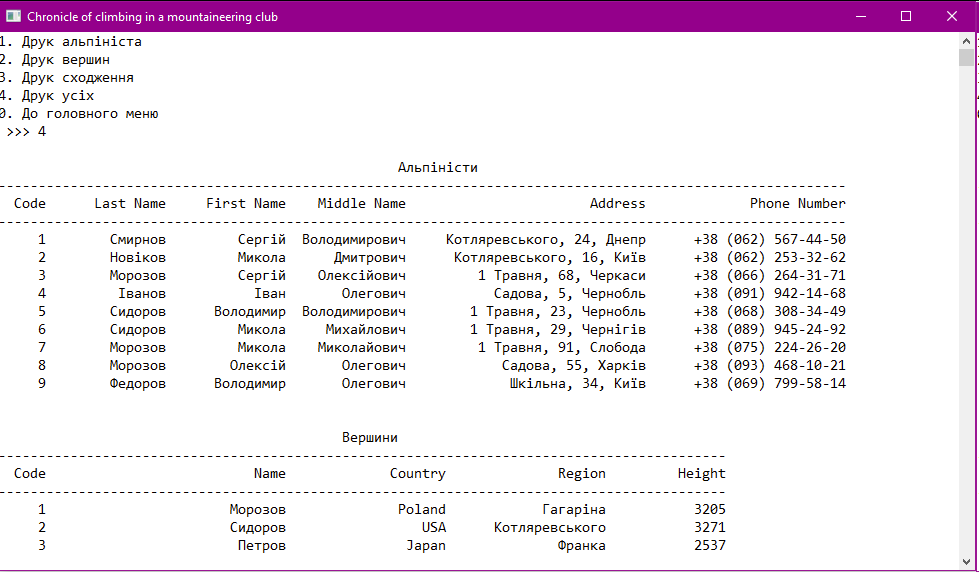 Chronicle of climbing in a mountaineering club
1. Друк альпініста
2. Друк вершин
3. Друк сходження
4. Друк усіх
0. До головного меню
>>> 4
Альпіністи
Code Last Name First Name Middle Name Address Phone Number
1 Смирнов Сергій Володимирович Котляревського, 24, Днепр +38 (062) 567-44-50
2 Новіков Микола Дмитрович Котляревського, 16, Київ +38 (062) 253-32-62
3 Морозов Сергій Олексійович 1 Травня, 68, Черкаси +38 (066) 264-31-71
4 Іванов Іван Олегович Садова, 5, Чернобль +38 (091) 942-14-68
5 Сидоров Володимир Володимирович 1 Травня, 23, Чернобль +38 (068) 308-34-49
6 Сидоров Микола Михайлович 1 Травня, 29, Чернігів +38 (089) 945-24-92
7 Морозов Микола Миколайович 1 Травня, 91, Слобода +38 (075) 224-26-20
8 Морозов Олексій Олегович Садова, 55, Харків +38 (093) 468-10-21
9 Федоров Володимир Олегович Шкільна, 34, Київ +38 (069) 799-58-14
Вершини
Code Name Country Region Height
1 Морозов Poland Гагаріна 3205
2 Сидоров USA Котляревського 3271
3 Петров Japan Франка 2537